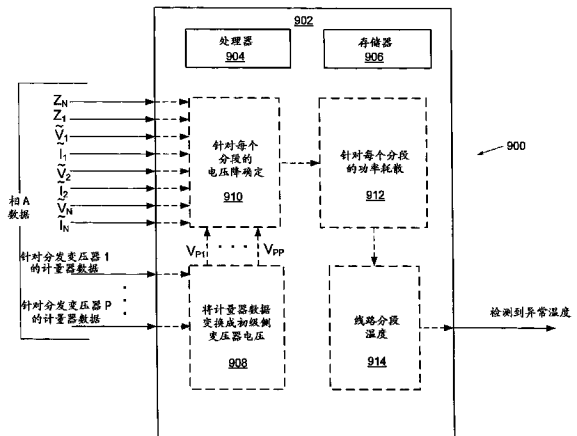 902
处理器
904
存储器
906
Z_N
Z_1
Ṽ_1
Ĩ_1
Ṽ_2
Ĩ_2
Ṽ_N
Ĩ_N
相A
数据
针对每个
分段的
电压降确定
910
针对每个分段
的功率耗散
912
900
V_P1
· · ·
V_PP
针对分发变压器1
的计量器数据
针对分发变压器P
的计量器数据
将计量器数据
变换成初级侧
变压器电压
908
线路分段
温度
914
检测到异常温度